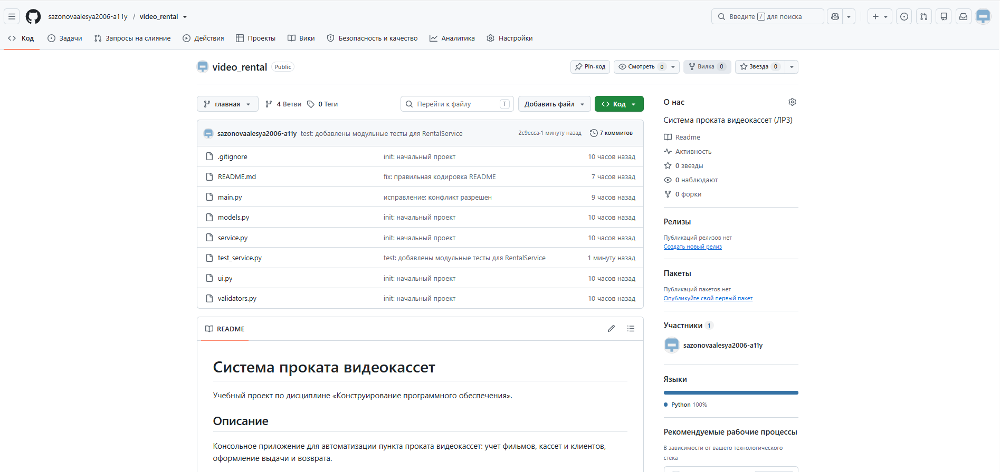 sazonovaalesya2006-a11y / video_rental
Введите / для поиска
Код
Задачи
Запросы на слияние
Действия
Проекты
Вики
Безопасность и качество
Аналитика
Настройки
video_rental Public
Pin-код
Смотреть 0
Вилка 0
Звезда 0
главная
4 Ветви
0 Теги
Перейти к файлу T
Добавить файл
Код
sazonovaalesya2006-a11y test: добавлены модульные тесты для RentalService 2c9есса·1 минуту назад 7 коммитов
.gitignore init: начальный проект 10 часов назад
README.md fix: правильная кодировка README 7 часов назад
main.py исправление: конфликт разрешен 9 часов назад
models.py init: начальный проект 10 часов назад
service.py init: начальный проект 10 часов назад
test_service.py test: добавлены модульные тесты для RentalService 1 минуту назад
ui.py init: начальный проект 10 часов назад
validators.py init: начальный проект 10 часов назад
README
Система проката видеокассет
Учебный проект по дисциплине «Конструирование программного обеспечения».
Описание
Консольное приложение для автоматизации пункта проката видеокассет: учет фильмов, кассет и клиентов,
оформление выдачи и возврата.
О нас
Система проката видеокассет (ЛР3)
Readme
Активность
0 звезды
0 наблюдают
0 форки
Релизы
Публикаций релизов нет
Создать новый релиз
Пакеты
Публикаций пакетов нет
Опубликуйте свой первый пакет
Участники 1
sazonovaalesya2006-a11y
Языки
Python 100%
Рекомендуемые рабочие процессы
В зависимости от вашего технологического
стека